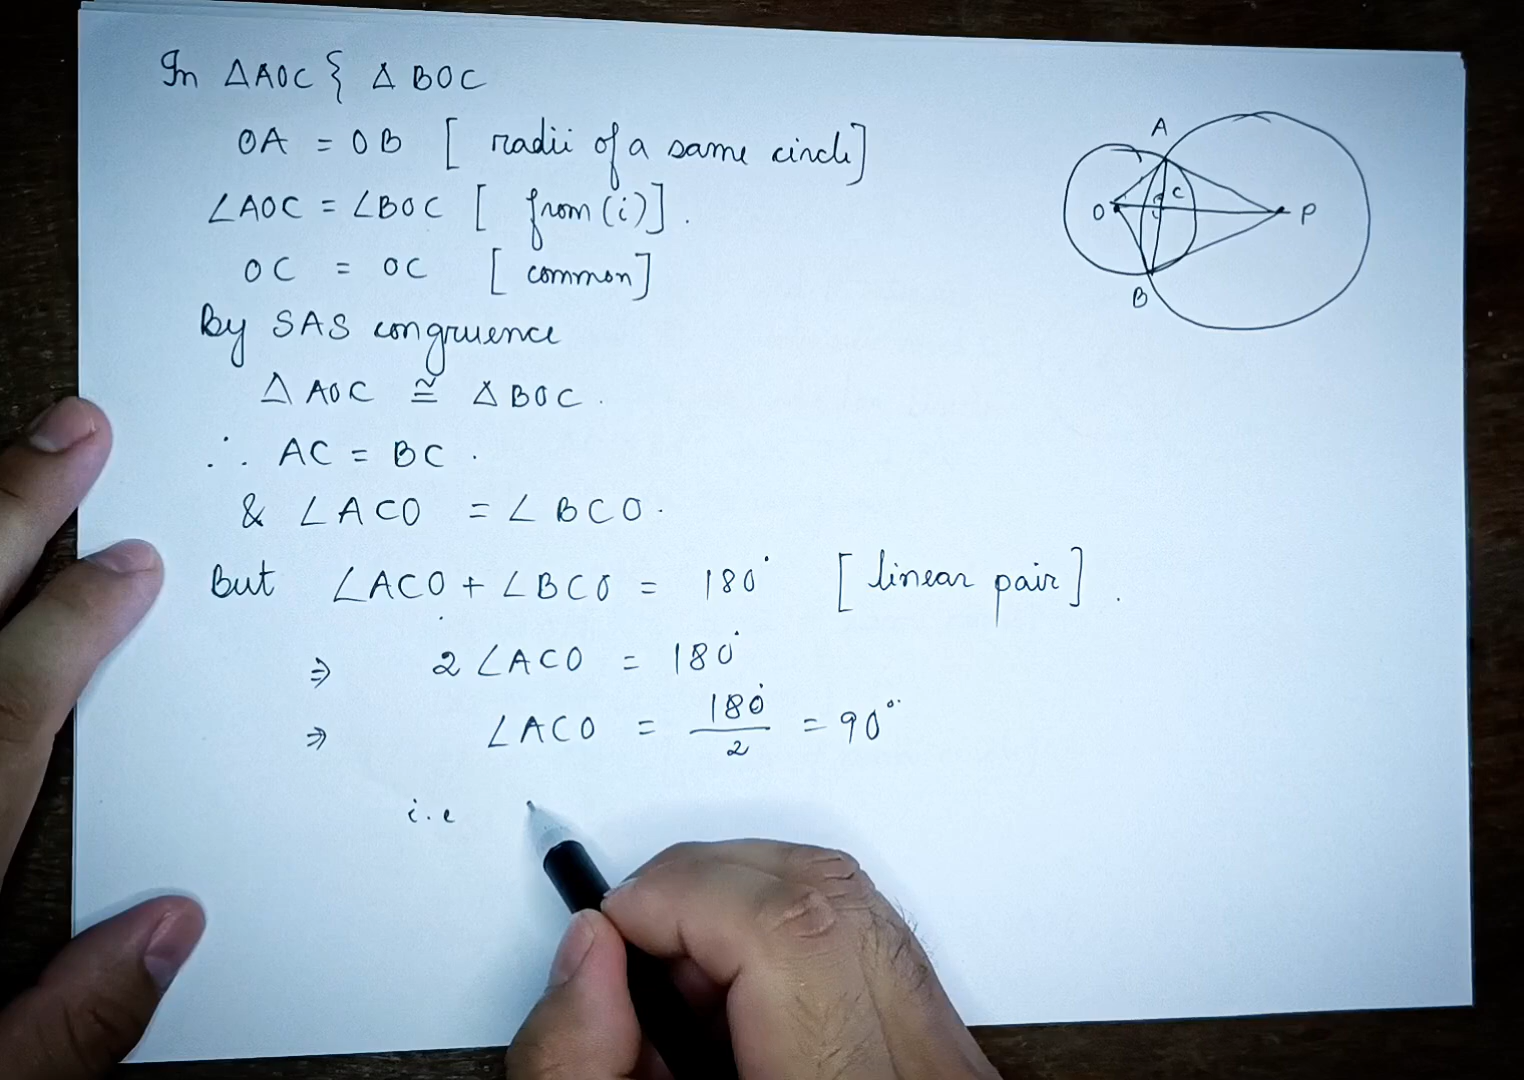 In ΔAOC & ΔBOC
OA = OB [radii of a same circle]
∠AOC = ∠BOC [from (i)].
OC = OC [common]
By SAS congruence
ΔAOC ≅ ΔBOC.
∴ AC = BC.
& ∠ACO = ∠BCO.
But ∠ACO + ∠BCO = 180° [linear pair].
⇒ 2∠ACO = 180°
⇒ ∠ACO = 180°/2 = 90°
i.e
A
C
O
P
B